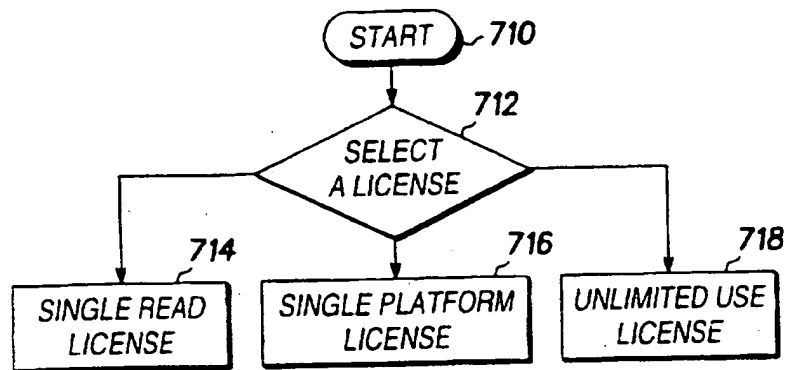 START
710
712
SELECT
A LICENSE
714
716
718
SINGLE READ
LICENSE
SINGLE PLATFORM
LICENSE
UNLIMITED USE
LICENSE